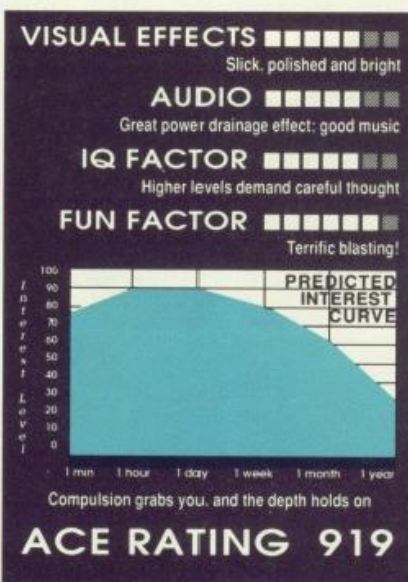 VISUAL EFFECTS
Slick. polished and bright
AUDIO
Great power drainage effect: good music
IQ FACTOR
Higher levels demand careful thought
FUN FACTOR
Terrific blasting!
PREDICTED
INTEREST
CURVE
Interest Level
100
90
80
70
60
50
40
30
20
10
0
1 min 1 hour 1 day 1 week 1 month 1 year
Compulsion grabs you. and the depth holds on
ACE RATING 919